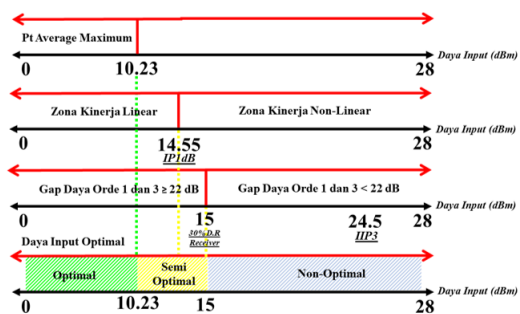 Pt Average Maximum
Daya Input (dBm)
0 10.23 28
Zona Kinerja Linear Zona Kinerja Non-Linear
Daya Input (dBm)
0 14.55 28
IP1dB
Gap Daya Orde 1 dan 3 ≥ 22 dB Gap Daya Orde 1 dan 3 < 22 dB
Daya Input (dBm)
0 15 24.5 28
30% D.R IIP3
Receiver
Daya Input Optimal
Optimal Semi Optimal Non-Optimal
Daya Input (dBm)
0 10.23 15 28